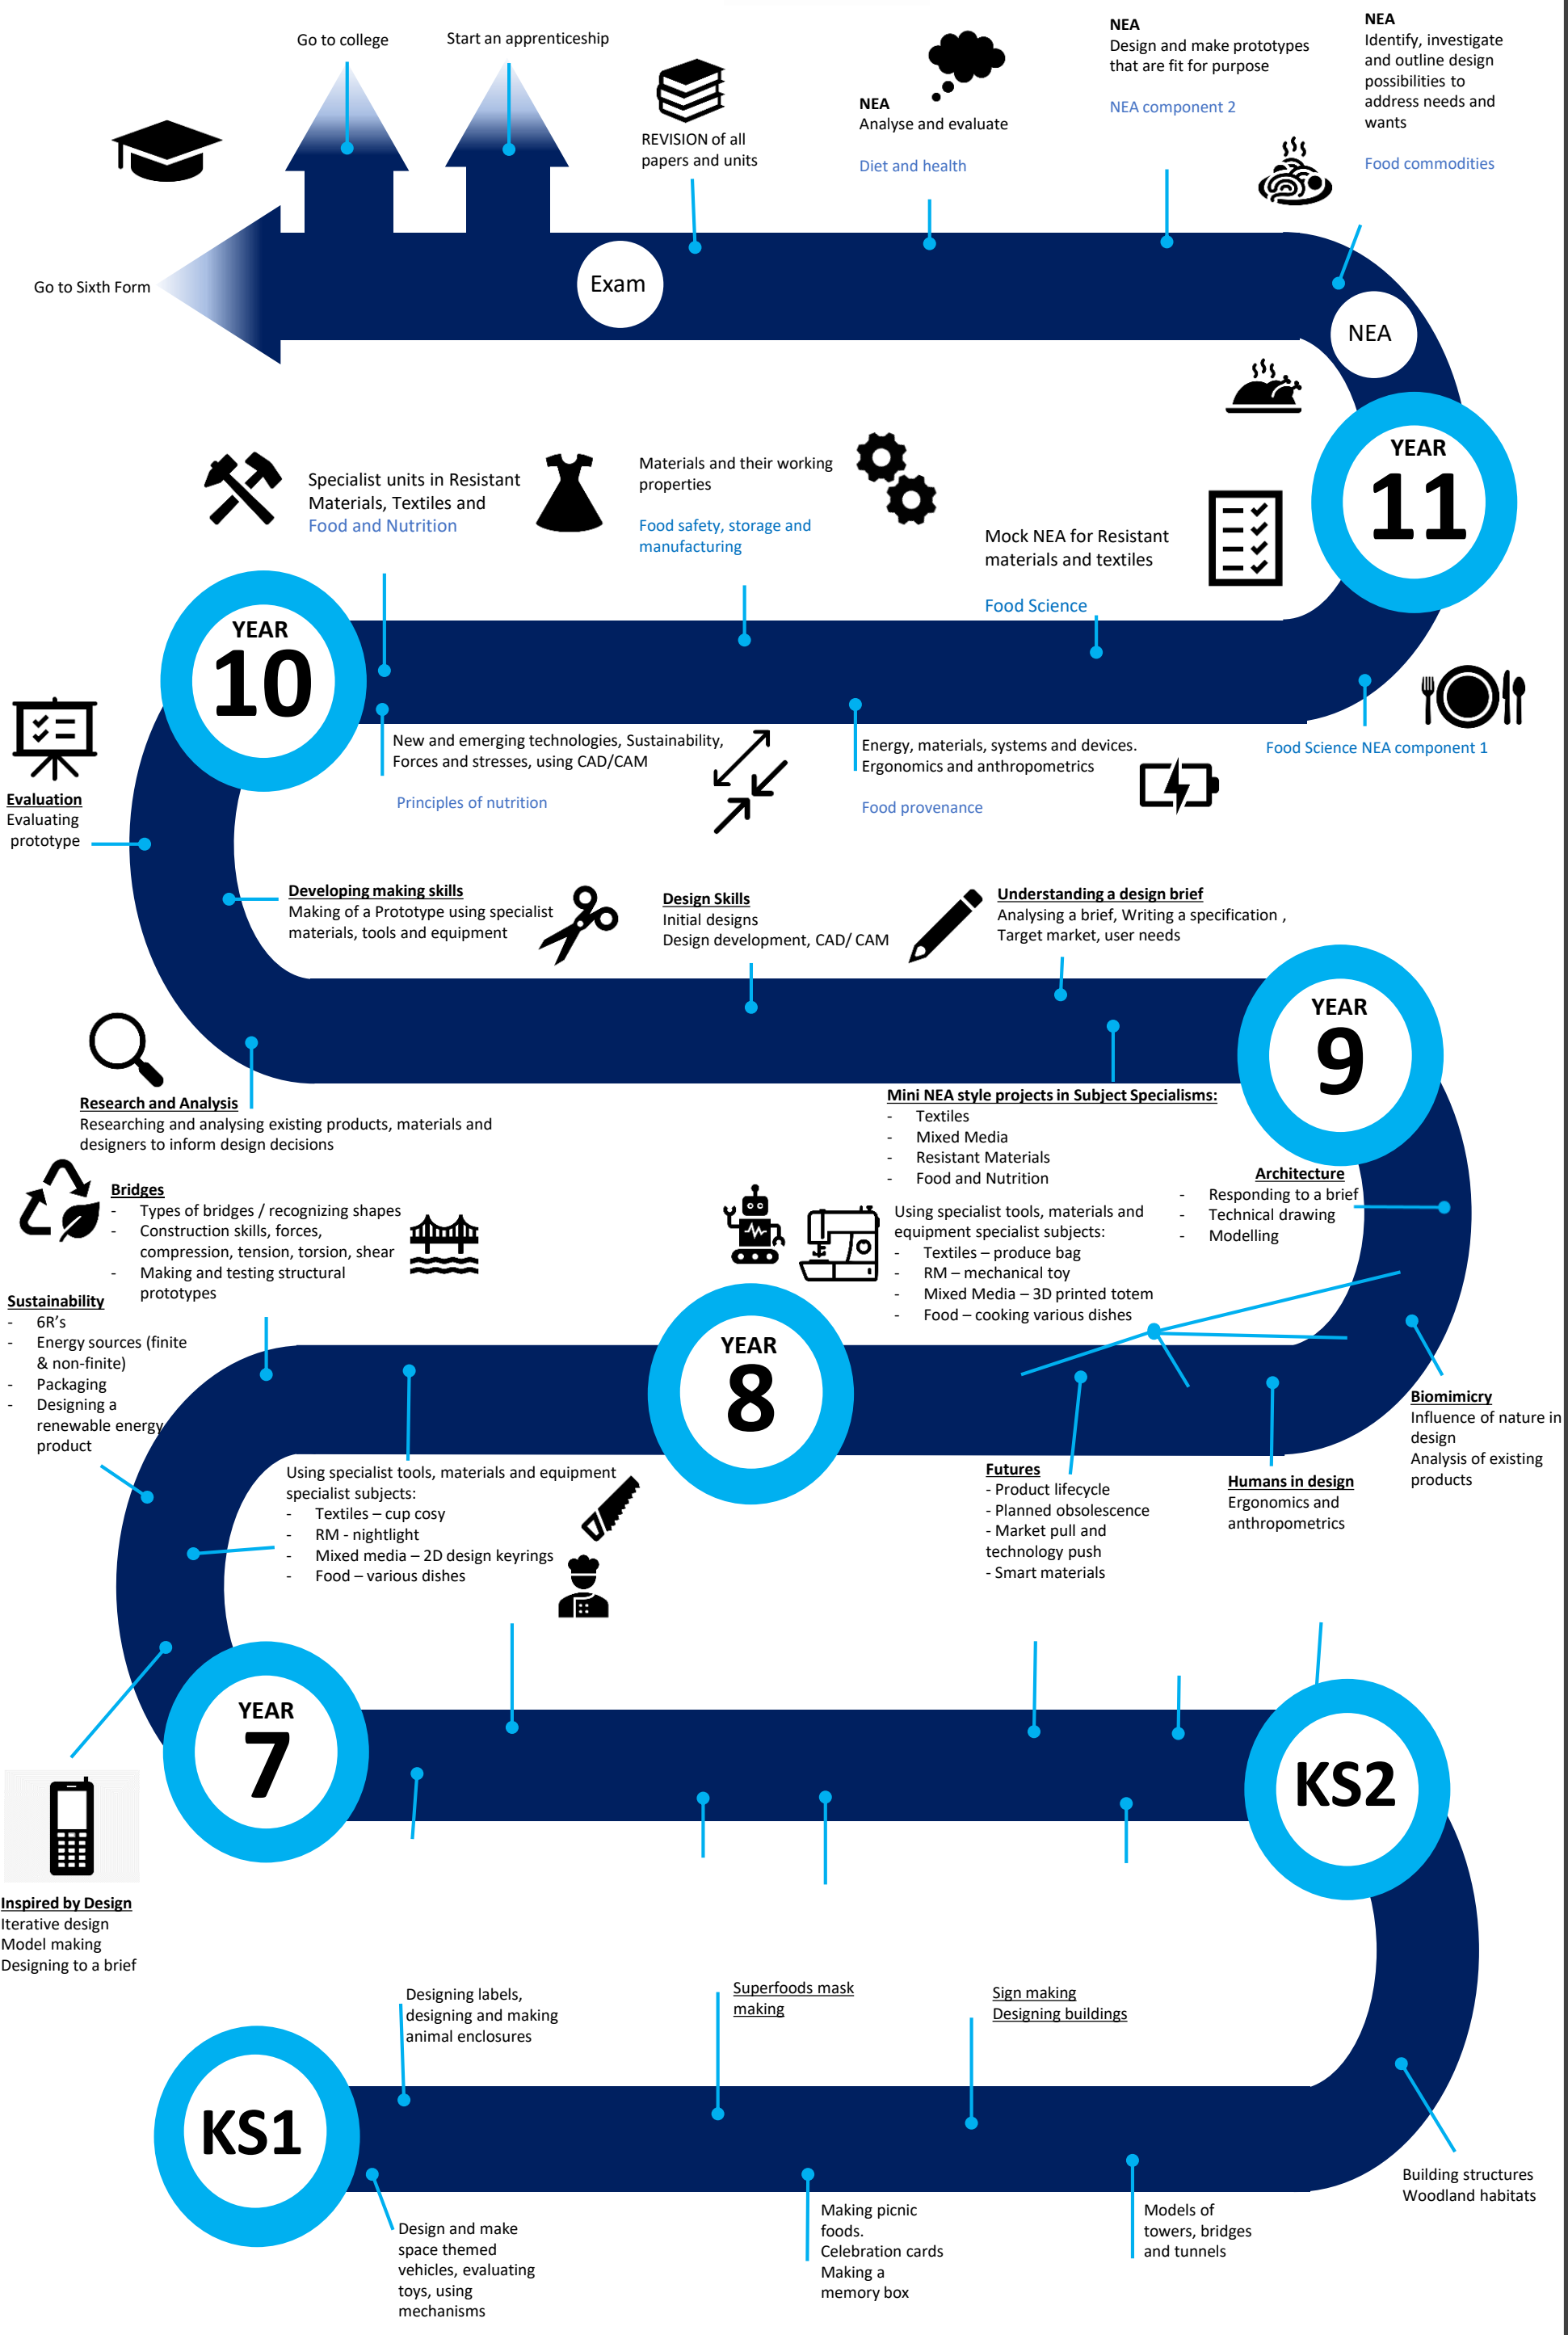 Go to college
Start an apprenticeship
REVISION of all
papers and units
NEA
Analyse and evaluate
Diet and health
NEA
Design and make prototypes
that are fit for purpose
NEA component 2
NEA
Identify, investigate
and outline design
possibilities to
address needs and
wants
Food commodities
Go to Sixth Form
Exam
NEA
YEAR
11
Specialist units in Resistant
Materials, Textiles and
Food and Nutrition
Materials and their working
properties
Food safety, storage and
manufacturing
Mock NEA for Resistant
materials and textiles
Food Science
YEAR
10
New and emerging technologies, Sustainability,
Forces and stresses, using CAD/CAM
Principles of nutrition
Energy, materials, systems and devices.
Ergonomics and anthropometrics
Food provenance
Food Science NEA component 1
Evaluation
Evaluating
prototype
Developing making skills
Making of a Prototype using specialist
materials, tools and equipment
Design Skills
Initial designs
Design development, CAD/ CAM
Understanding a design brief
Analysing a brief, Writing a specification ,
Target market, user needs
YEAR
9
Research and Analysis
Researching and analysing existing products, materials and
designers to inform design decisions
Mini NEA style projects in Subject Specialisms:
- Textiles
- Mixed Media
- Resistant Materials
- Food and Nutrition
Architecture
- Responding to a brief
- Technical drawing
- Modelling
Bridges
- Types of bridges / recognizing shapes
- Construction skills, forces,
compression, tension, torsion, shear
- Making and testing structural
prototypes
Using specialist tools, materials and
equipment specialist subjects:
- Textiles – produce bag
- RM – mechanical toy
- Mixed Media – 3D printed totem
- Food – cooking various dishes
Sustainability
- 6R's
- Energy sources (finite
& non-finite)
- Packaging
- Designing a
renewable energy
product
YEAR
8
Biomimicry
Influence of nature in
design
Analysis of existing
products
Using specialist tools, materials and equipment
specialist subjects:
- Textiles – cup cosy
- RM - nightlight
- Mixed media – 2D design keyrings
- Food – various dishes
Futures
- Product lifecycle
- Planned obsolescence
- Market pull and
technology push
- Smart materials
Humans in design
Ergonomics and
anthropometrics
YEAR
7
KS2
Inspired by Design
Iterative design
Model making
Designing to a brief
Designing labels,
designing and making
animal enclosures
Superfoods mask
making
Sign making
Designing buildings
KS1
Building structures
Woodland habitats
Design and make
space themed
vehicles, evaluating
toys, using
mechanisms
Making picnic
foods.
Celebration cards
Making a
memory box
Models of
towers, bridges
and tunnels